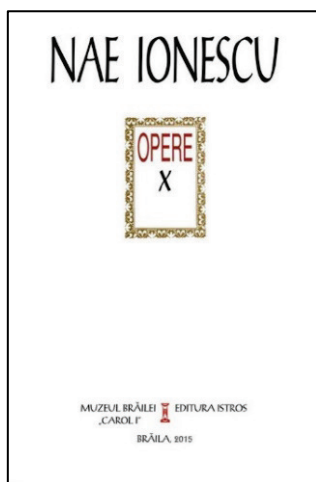 NAE IONESCU
OPERE
X
MUZEUL BRĂILEI EDITURA ISTROS
„CAROL I”
BRĂILA, 2015